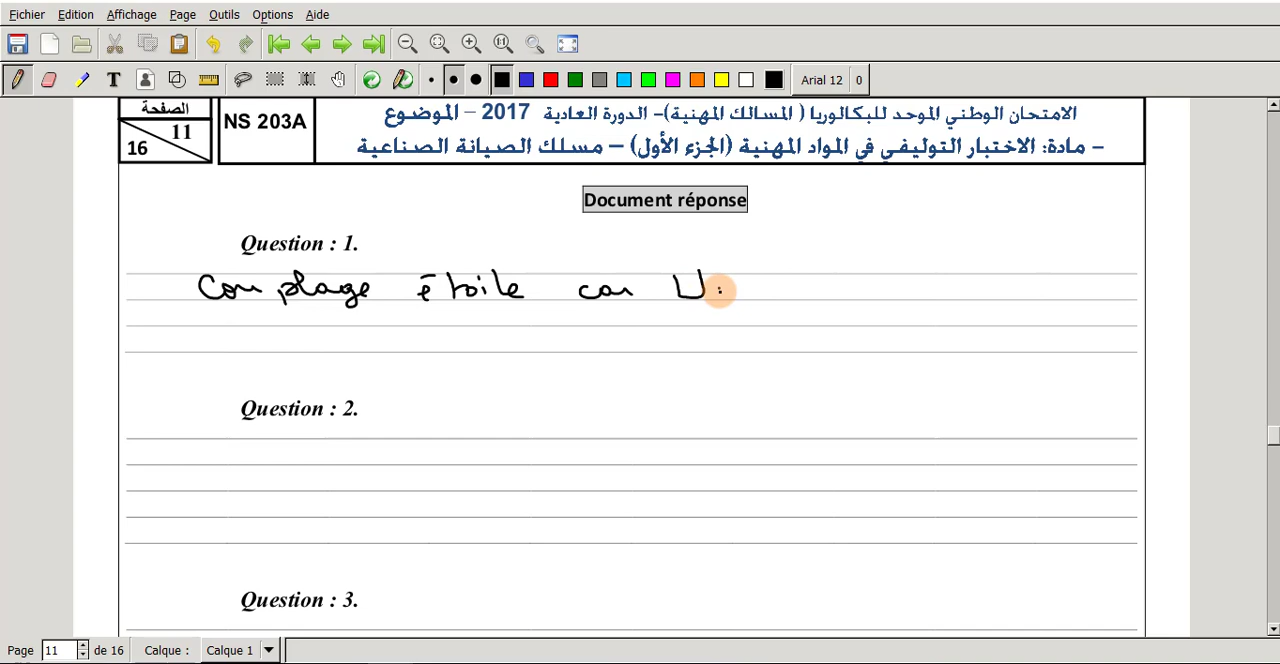 Fichier Edition Affichage Page Outils Options Aide
Arial 12 0
الصفحة
11
16
NS 203A
الامتحان الوطني الموحد للبكالوريا ( المسالك المهنية)– الدورة العادية 2017 – الموضوع
– مادة: الاختبار التوليفي في المواد المهنية (الجزء الأول) – مسلك الصيانة الصناعية
Document réponse
Question : 1.
Couplage étoile car U
Question : 2.
Question : 3.
Page 11 de 16 Calque : Calque 1